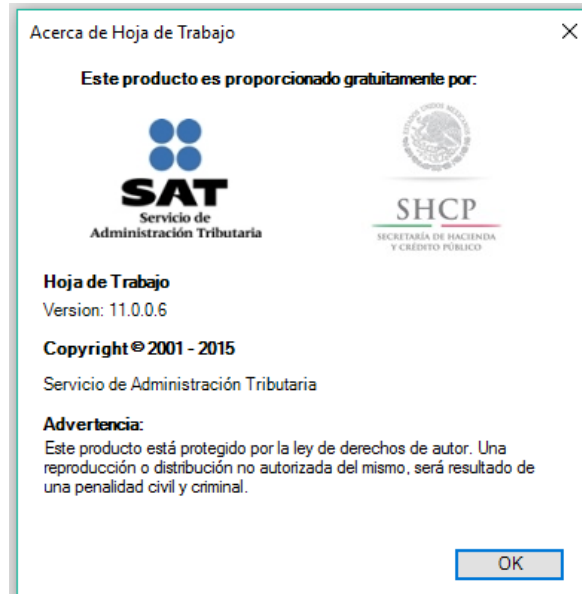 Acerca de Hoja de Trabajo
Este producto es proporcionado gratuitamente por:
ESTADOS UNIDOS MEXICANOS
SAT
Servicio de
Administración Tributaria
SHCP
SECRETARÍA DE HACIENDA
Y CRÉDITO PÚBLICO
Hoja de Trabajo
Version: 11.0.0.6
Copyright © 2001 - 2015
Servicio de Administración Tributaria
Advertencia:
Este producto está protegido por la ley de derechos de autor. Una
reproducción o distribución no autorizada del mismo, será resultado de
una penalidad civil y criminal.
OK